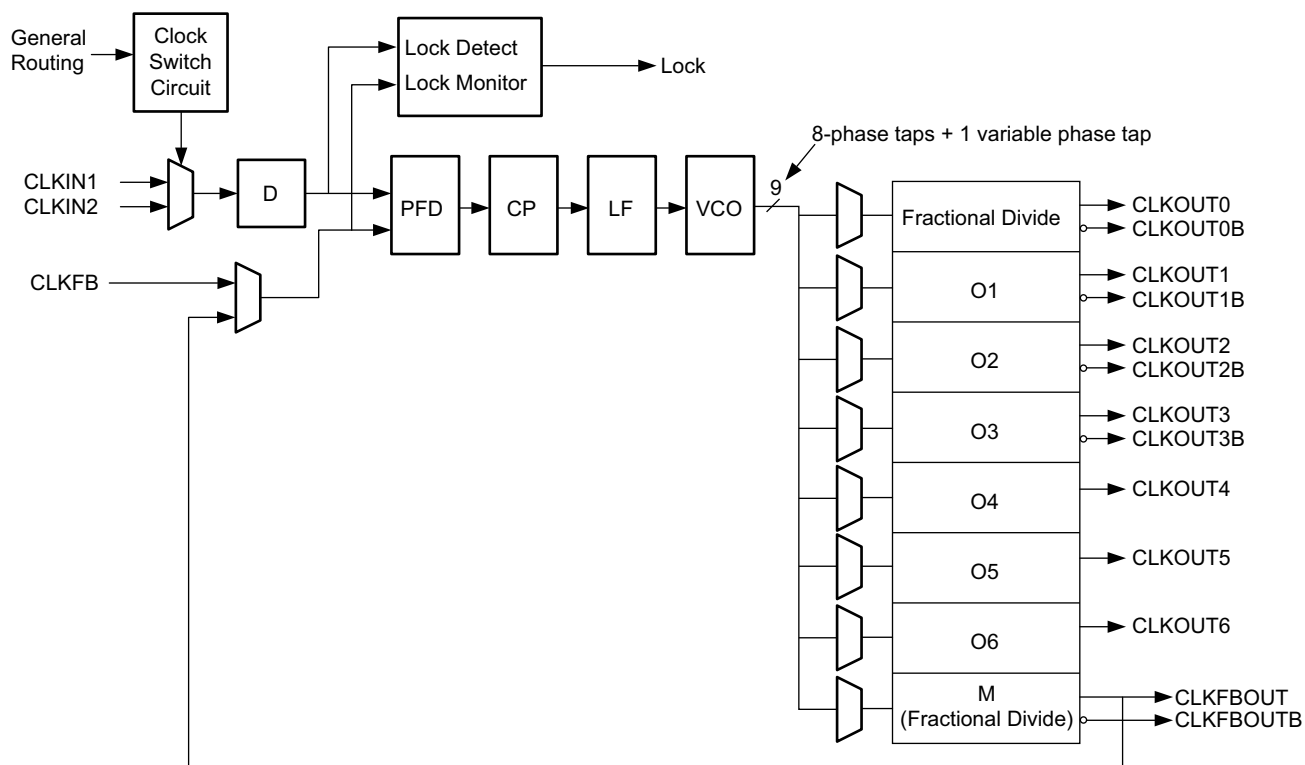 General
Routing
Clock
Switch
Circuit
Lock Detect
Lock Monitor
Lock
8-phase taps + 1 variable phase tap
9
CLKIN1
CLKIN2
D
PFD
CP
LF
VCO
CLKFB
Fractional Divide
CLKOUT0
CLKOUT0B
O1
CLKOUT1
CLKOUT1B
O2
CLKOUT2
CLKOUT2B
O3
CLKOUT3
CLKOUT3B
O4
CLKOUT4
O5
CLKOUT5
O6
CLKOUT6
M
(Fractional Divide)
CLKFBOUT
CLKFBOUTB